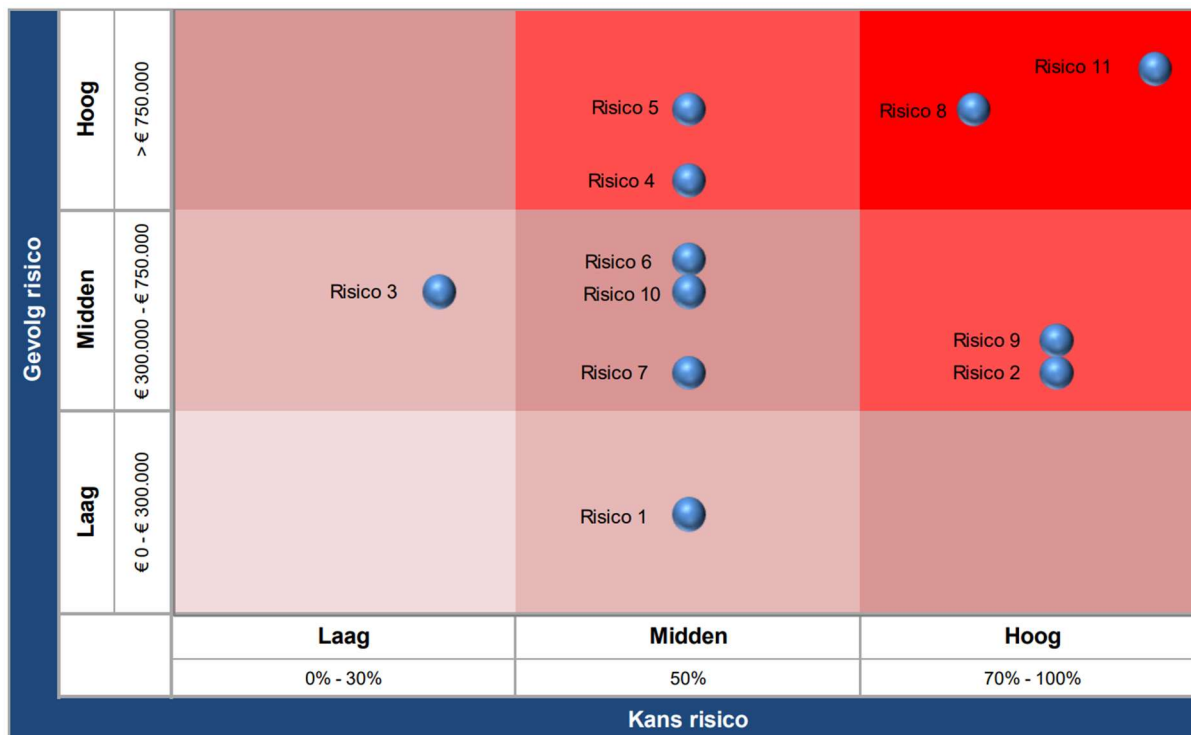 Gevolg risico
Hoog
> € 750.000
Risico 11
Risico 5
Risico 8
Risico 4
Midden
€ 300.000 - € 750.000
Risico 6
Risico 3
Risico 10
Risico 9
Risico 7
Risico 2
Laag
€ 0 - € 300.000
Risico 1
Laag
Midden
Hoog
0% - 30%
50%
70% - 100%
Kans risico